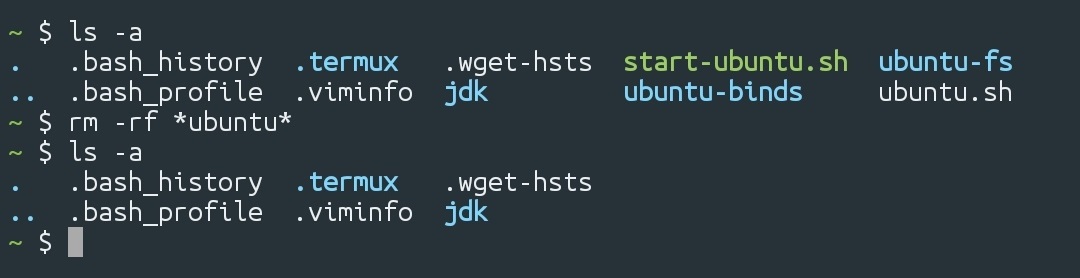 ~ $ ls -a
. .bash_history .termux .wget-hsts start-ubuntu.sh ubuntu-fs
.. .bash_profile .viminfo jdk ubuntu-binds ubuntu.sh
~ $ rm -rf *ubuntu*
~ $ ls -a
. .bash_history .termux .wget-hsts
.. .bash_profile .viminfo jdk
~ $